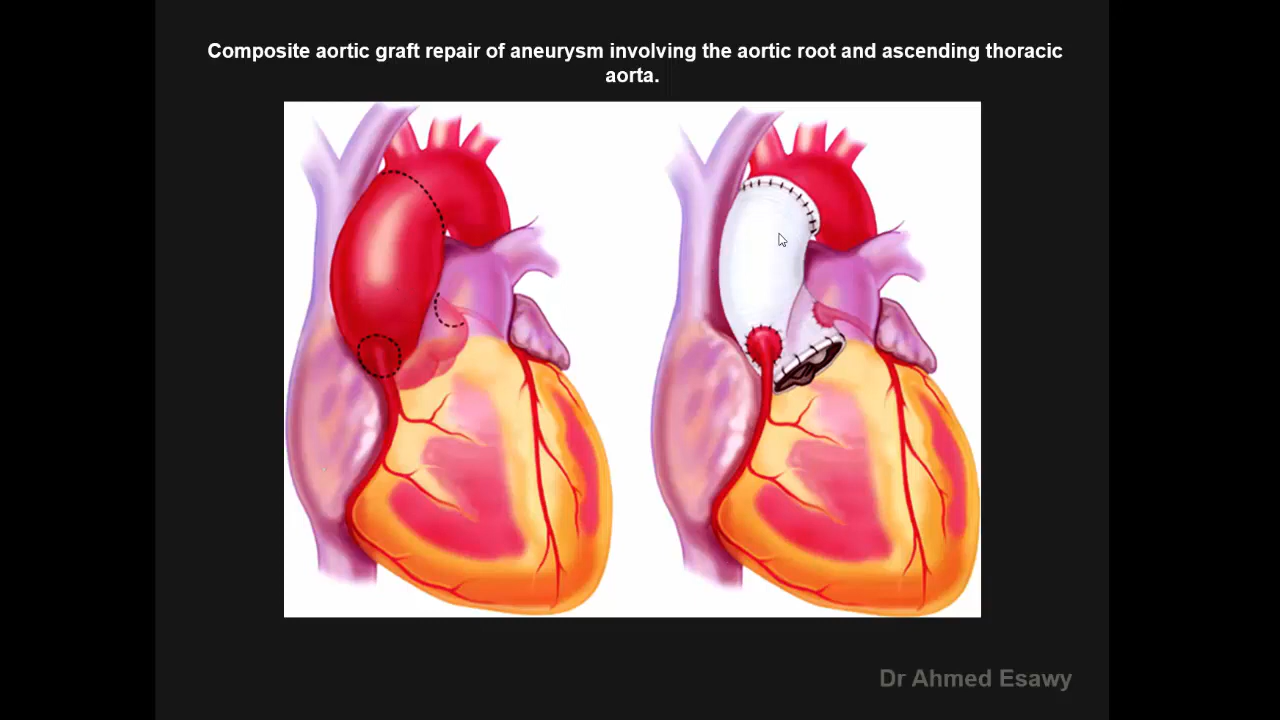 Composite aortic graft repair of aneurysm involving the aortic root and ascending thoracic
aorta.
Dr Ahmed Esawy